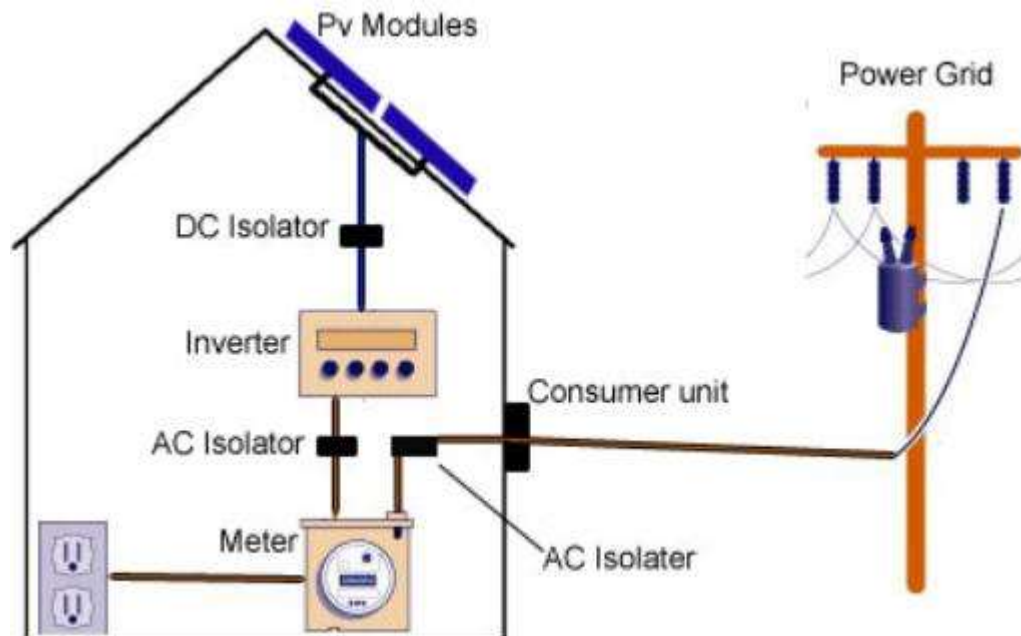 Pv Modules
Power Grid
DC Isolator
Inverter
Consumer unit
AC Isolator
Meter
AC Isolater